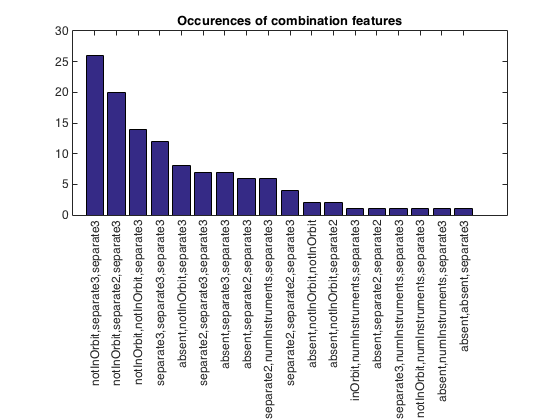 Occurences of combination features
30
25
20
15
10
5
0
notInOrbit,separate3,separate3
notInOrbit,separate2,separate3
notInOrbit,notInOrbit,separate3
separate3,separate3,separate3
absent,notInOrbit,separate3
separate2,separate3,separate3
absent,separate3,separate3
absent,separate2,separate3
separate2,numInstruments,separate3
separate2,separate2,separate3
absent,notInOrbit,notInOrbit
absent,notInOrbit,separate2
inOrbit,numInstruments,separate3
absent,separate2,separate2
separate3,numInstruments,separate3
notInOrbit,numInstruments,separate3
absent,numInstruments,separate3
absent,absent,separate3